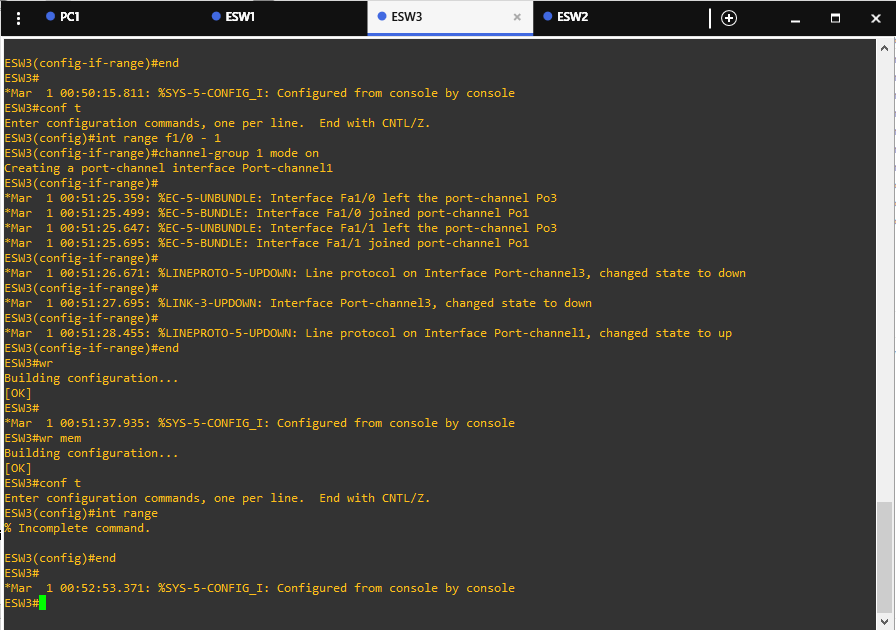 PC1
ESW1
ESW3
ESW2
ESW3(config-if-range)#end
ESW3#
*Mar  1 00:50:15.811: %SYS-5-CONFIG_I: Configured from console by console
ESW3#conf t
Enter configuration commands, one per line.  End with CNTL/Z.
ESW3(config)#int range f1/0 - 1
ESW3(config-if-range)#channel-group 1 mode on
Creating a port-channel interface Port-channel1
ESW3(config-if-range)#
*Mar  1 00:51:25.359: %EC-5-UNBUNDLE: Interface Fa1/0 left the port-channel Po3
*Mar  1 00:51:25.499: %EC-5-BUNDLE: Interface Fa1/0 joined port-channel Po1
*Mar  1 00:51:25.647: %EC-5-UNBUNDLE: Interface Fa1/1 left the port-channel Po3
*Mar  1 00:51:25.695: %EC-5-BUNDLE: Interface Fa1/1 joined port-channel Po1
ESW3(config-if-range)#
*Mar  1 00:51:26.671: %LINEPROTO-5-UPDOWN: Line protocol on Interface Port-channel3, changed state to down
ESW3(config-if-range)#
*Mar  1 00:51:27.695: %LINK-3-UPDOWN: Interface Port-channel3, changed state to down
ESW3(config-if-range)#
*Mar  1 00:51:28.455: %LINEPROTO-5-UPDOWN: Line protocol on Interface Port-channel1, changed state to up
ESW3(config-if-range)#end
ESW3#wr
Building configuration...
[OK]
ESW3#
*Mar  1 00:51:37.935: %SYS-5-CONFIG_I: Configured from console by console
ESW3#wr mem
Building configuration...
[OK]
ESW3#conf t
Enter configuration commands, one per line.  End with CNTL/Z.
ESW3(config)#int range
% Incomplete command.
ESW3(config)#end
ESW3#
*Mar  1 00:52:53.371: %SYS-5-CONFIG_I: Configured from console by console
ESW3#